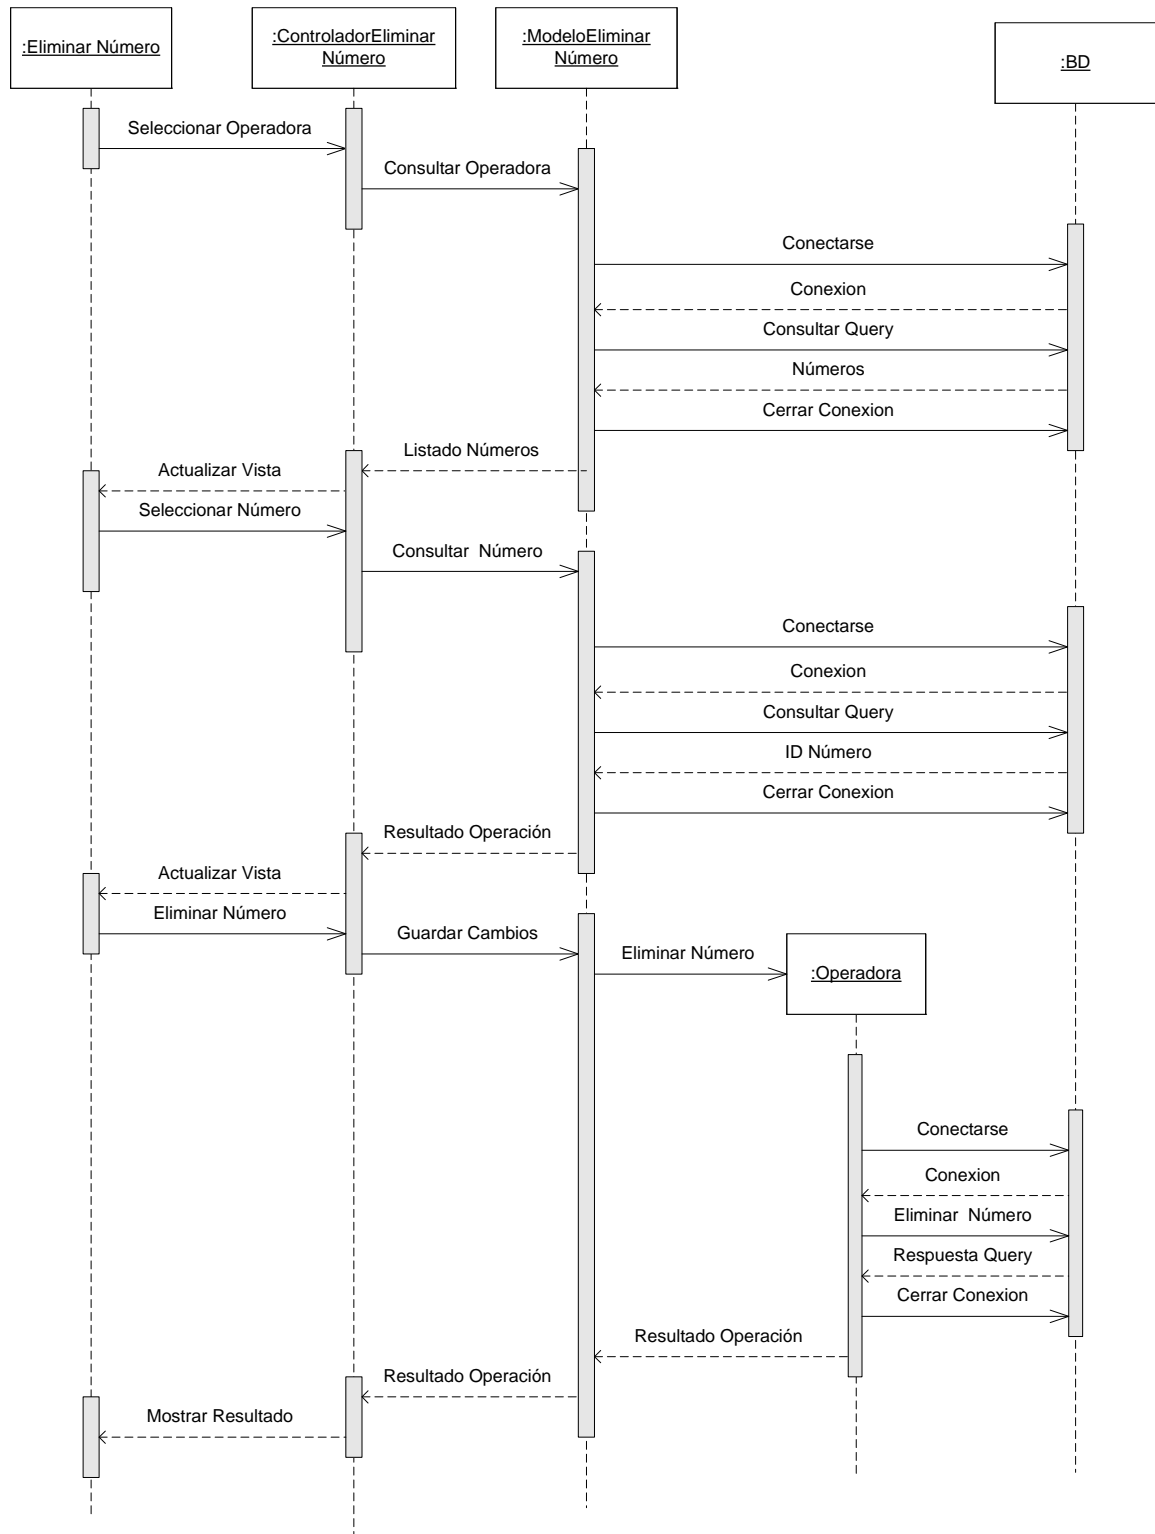 :Eliminar Número
:ControladorEliminar
Número
:ModeloEliminar
Número
:BD
Seleccionar Operadora
Consultar Operadora
Conectarse
Conexion
Consultar Query
Números
Cerrar Conexion
Listado Números
Actualizar Vista
Seleccionar Número
Consultar  Número
Conectarse
Conexion
Consultar Query
ID Número
Cerrar Conexion
Resultado Operación
Actualizar Vista
Eliminar Número
Guardar Cambios
Eliminar Número
:Operadora
Conectarse
Conexion
Eliminar  Número
Respuesta Query
Cerrar Conexion
Resultado Operación
Resultado Operación
Mostrar Resultado